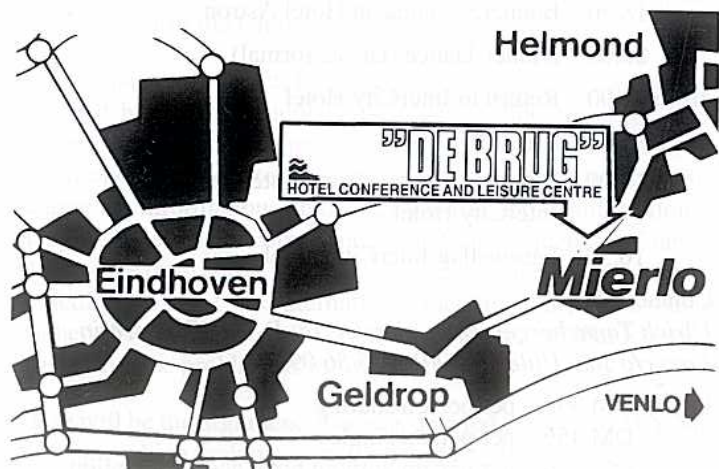 Helmond
"DE BRUG"
HOTEL CONFERENCE AND LEISURE CENTRE
Eindhoven
Mierlo
Geldrop
VENLO